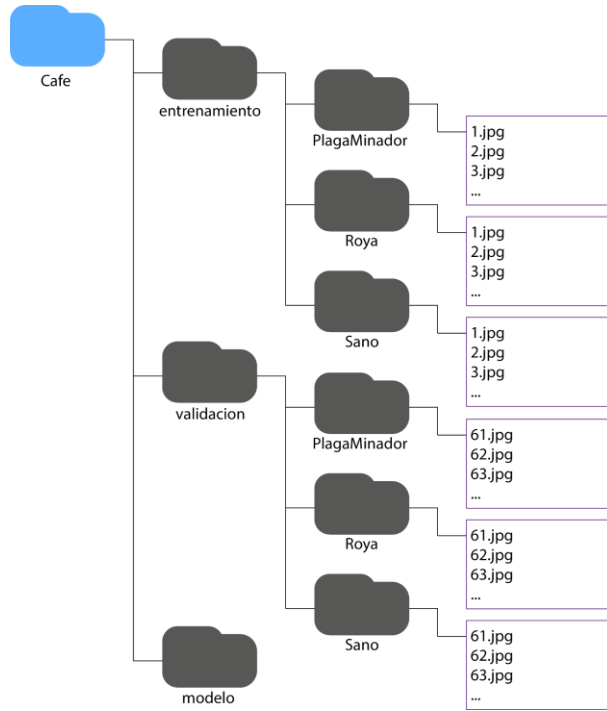 Cafe
entrenamiento
PlagaMinador
1.jpg
2.jpg
3.jpg
...
Roya
1.jpg
2.jpg
3.jpg
...
Sano
1.jpg
2.jpg
3.jpg
...
validacion
PlagaMinador
61.jpg
62.jpg
63.jpg
...
Roya
61.jpg
62.jpg
63.jpg
...
Sano
61.jpg
62.jpg
63.jpg
...
modelo